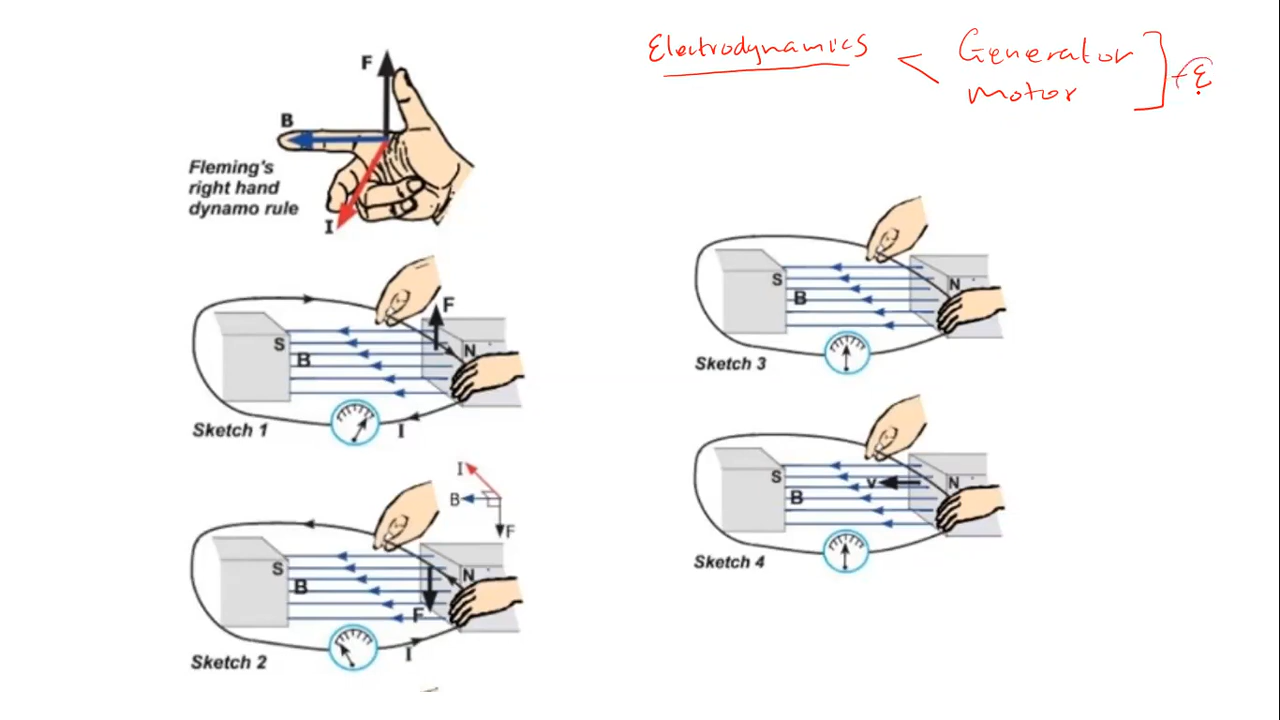 Electrodynamics < Generator
motor
F
B
Fleming's
right hand
dynamo rule
I
F
S
B
N
I
Sketch 1
S
B
N
Sketch 3
I
B
F
S
B
N
F
I
Sketch 2
S
B
v
N
Sketch 4